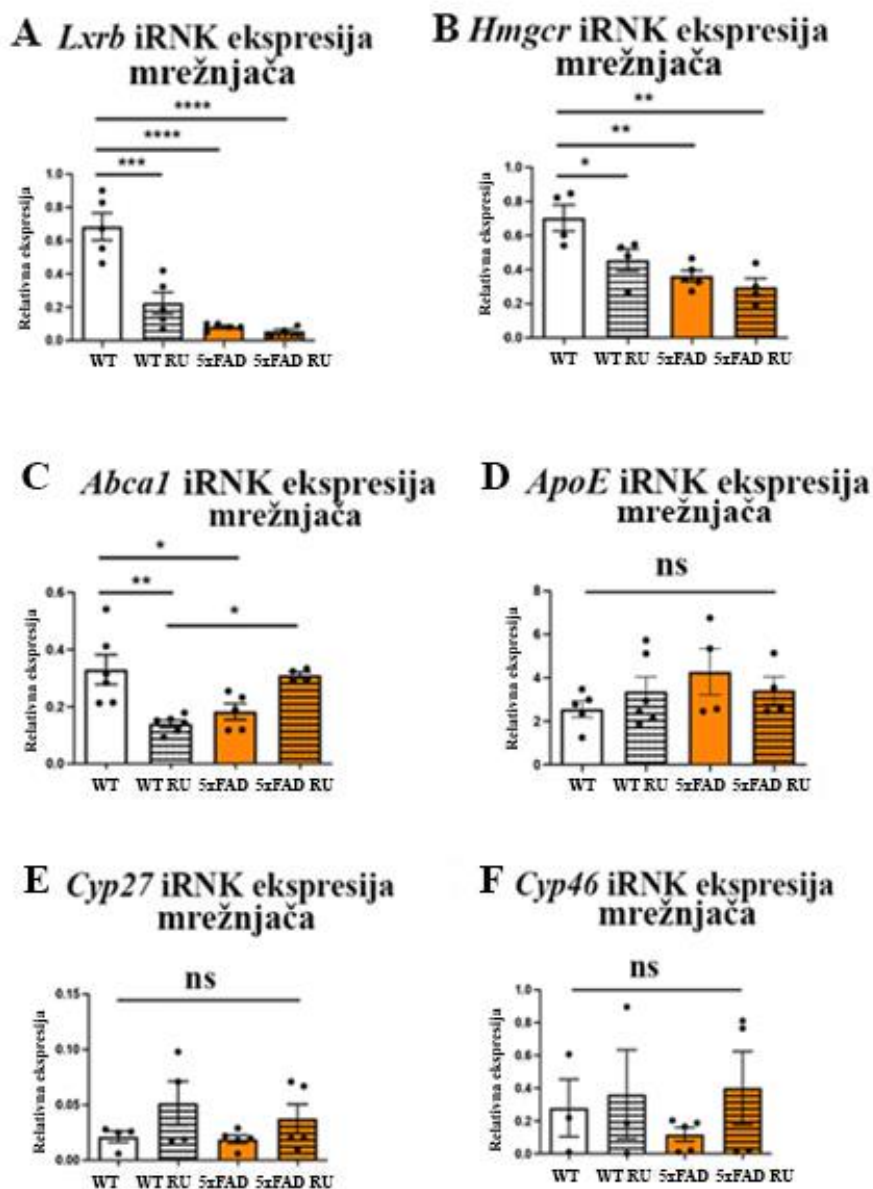 A Lxrb iRNK ekspresija
mrežnjača
****
****
***
Relativna ekspresija
1.0
0.8
0.6
0.4
0.2
0.0
WT WT RU 5xFAD 5xFAD RU
B Hmgcr iRNK ekspresija
mrežnjača
**
**
*
Relativna ekspresija
1.0
0.8
0.6
0.4
0.2
0.0
WT WT RU 5xFAD 5xFAD RU
C Abca1 iRNK ekspresija
mrežnjača
*
**
*
Relativna ekspresija
0.6
0.4
0.2
0.0
WT WT RU 5xFAD 5xFAD RU
D ApoE iRNK ekspresija
mrežnjača
ns
Relativna ekspresija
8
6
4
2
0
WT WT RU 5xFAD 5xFAD RU
E Cyp27 iRNK ekspresija
mrežnjača
ns
Relativna ekspresija
0.15
0.10
0.05
0.00
WT WT RU 5xFAD 5xFAD RU
F Cyp46 iRNK ekspresija
mrežnjača
ns
Relativna ekspresija
1.0
0.8
0.6
0.4
0.2
0.0
WT WT RU 5xFAD 5xFAD RU